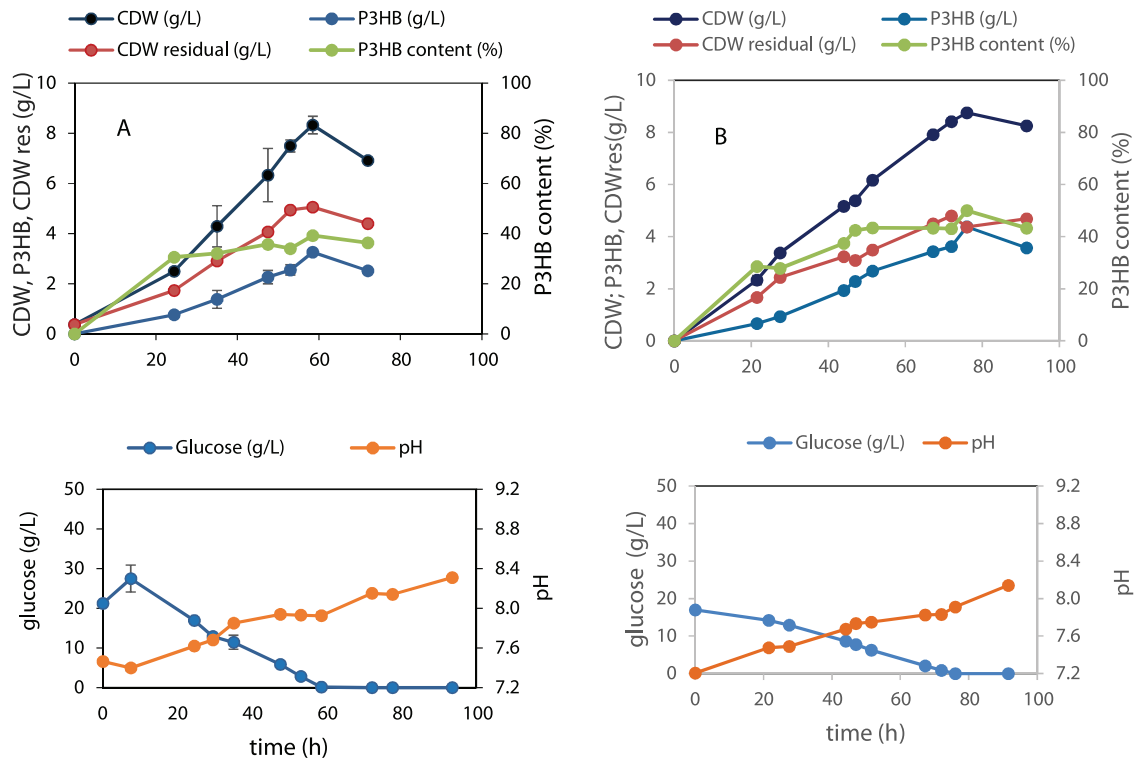 CDW (g/L) P3HB (g/L)
CDW residual (g/L) P3HB content (%)
CDW, P3HB, CDW res (g/L)
10
8
6
4
2
0
A
100
80
60
40
20
0
P3HB content (%)
0 20 40 60 80 100
CDW (g/L) P3HB (g/L)
CDW residual (g/L) P3HB content (%)
CDW; P3HB, CDWres(g/L)
10
8
6
4
2
0
B
100
80
60
40
20
0
P3HB content (%)
0 20 40 60 80 100
Glucose (g/L) pH
glucose (g/L)
50
40
30
20
10
0
9.2
8.8
8.4
8.0
7.6
7.2
pH
0 20 40 60 80 100
time (h)
Glucose (g/L) pH
glucose (g/L)
50
40
30
20
10
0
9.2
8.8
8.4
8.0
7.6
7.2
pH
0 20 40 60 80 100
time (h)